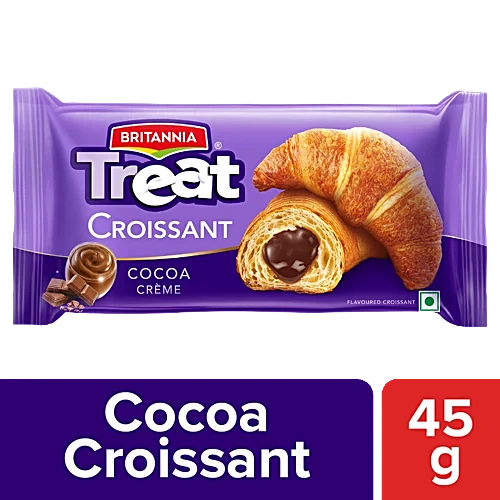 BRITANNIA
Treat®
CROISSANT
COCOA
CRÈME
FLAVOURED CROISSANT
Cocoa
Croissant
45
g